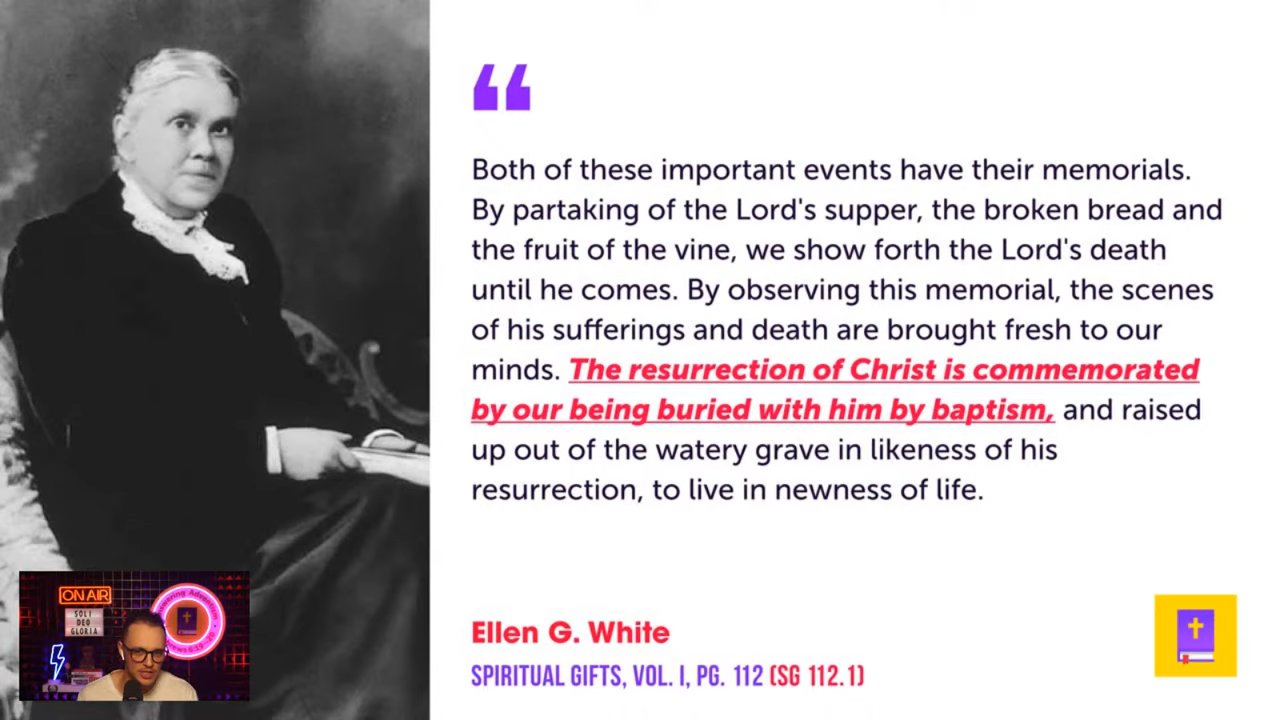 “
Both of these important events have their memorials.
By partaking of the Lord's supper, the broken bread and
the fruit of the vine, we show forth the Lord's death
until he comes. By observing this memorial, the scenes
of his sufferings and death are brought fresh to our
minds. The resurrection of Christ is commemorated
by our being buried with him by baptism, and raised
up out of the watery grave in likeness of his
resurrection, to live in newness of life.
Ellen G. White
SPIRITUAL GIFTS, VOL. I, PG. 112 (SG 112.1)
ON AIR
SOLI
DEO
GLORIA